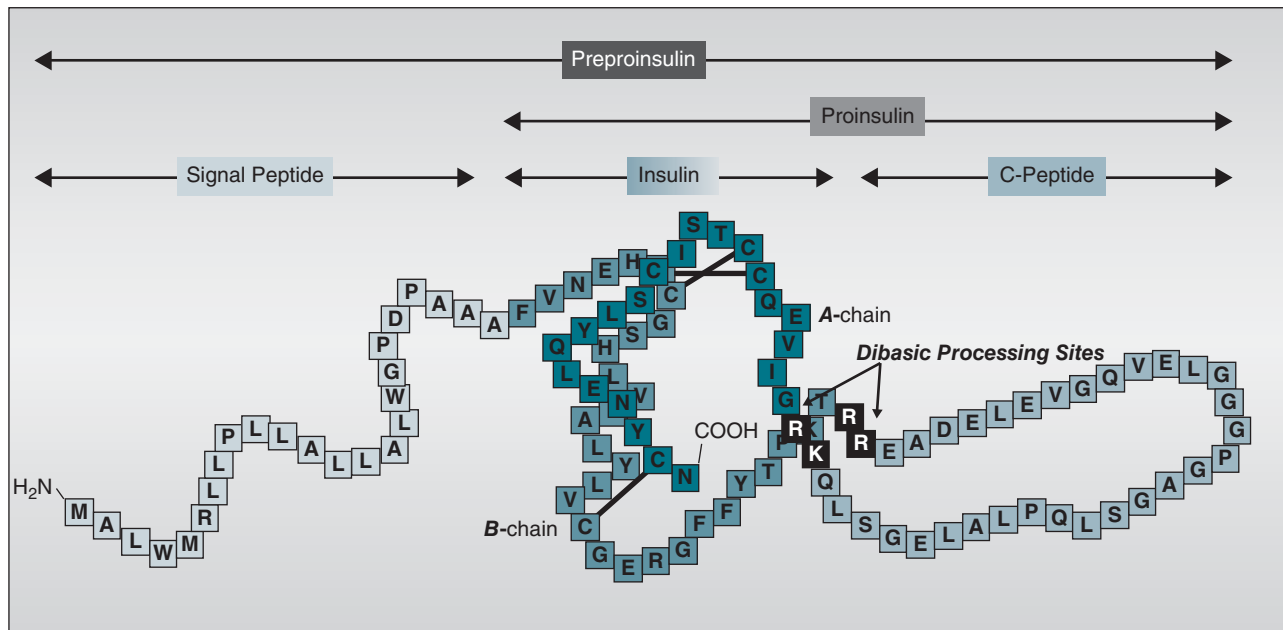 Preproinsulin
Proinsulin
Signal Peptide
Insulin
C-Peptide
H₂N
M A L W M R L L P L L A L L A L W G P D P A A A
F V N E H C G S H L V A L Y L V C G E R G F F Y T P K T
R R
E A D E L E V G Q V E L G G G P G A G S L Q P L A L E G S L Q
K R
G I V E Q C C T S I C S L Y Q L E N Y C N
COOH
A-chain
Dibasic Processing Sites
B-chain